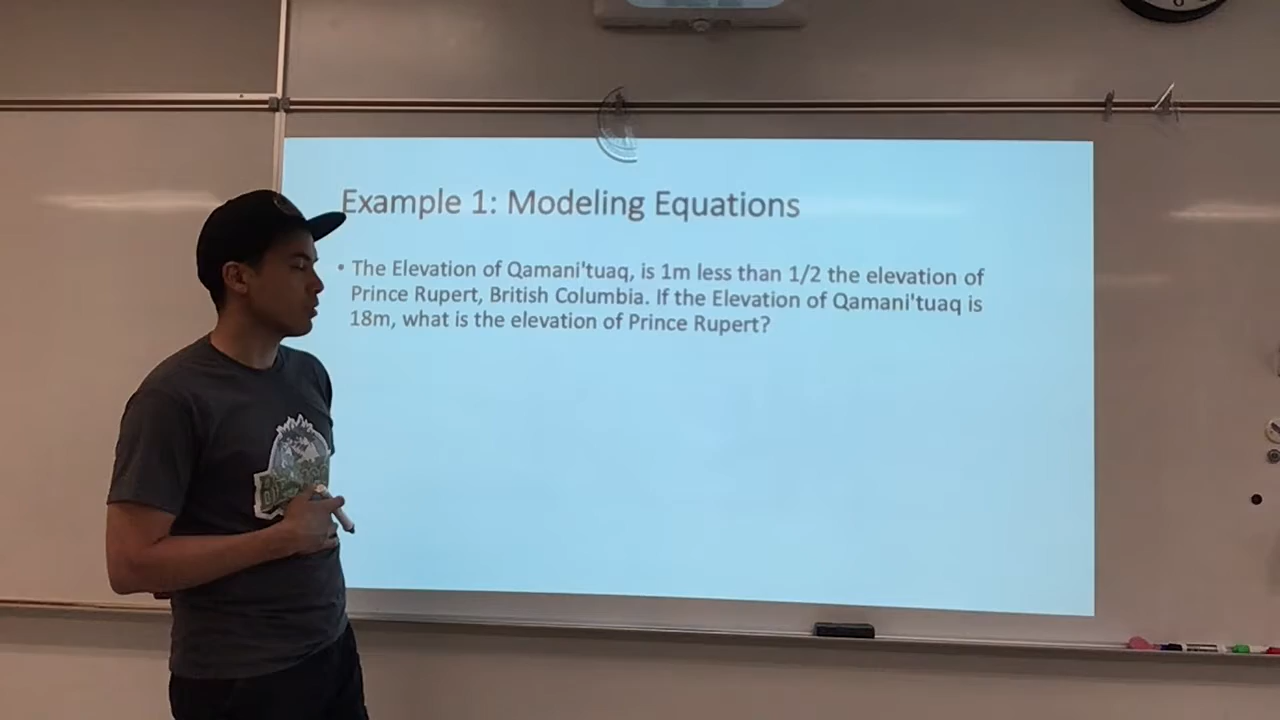 Example 1: Modeling Equations
• The Elevation of Qamani'tuaq, is 1m less than 1/2 the elevation of
Prince Rupert, British Columbia. If the Elevation of Qamani'tuaq is
18m, what is the elevation of Prince Rupert?